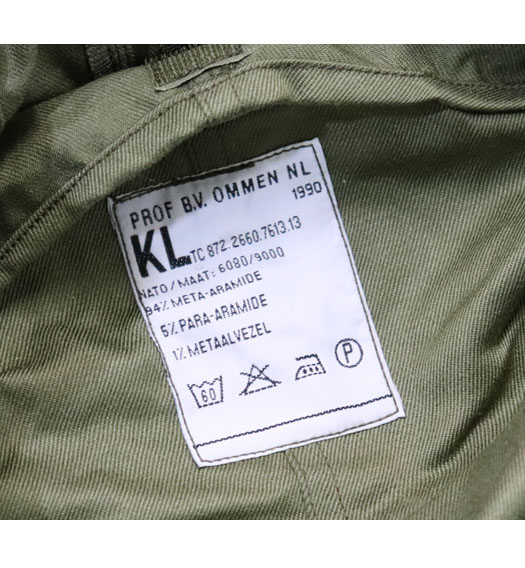 PROF B.V. OMMEN NL
1990
KL TC 872.2660.7613.13
NATO/MAAT: 6080/9000
94% META-ARAMIDE
5% PARA-ARAMIDE
1% METAALVEZEL
60 P